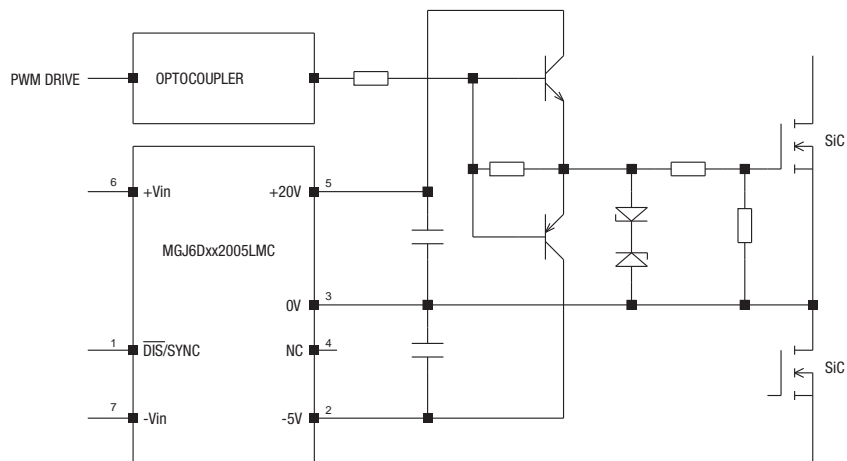 PWM DRIVE
OPTOCOUPLER
SiC
6
+Vin
+20V
5
MGJ6Dxx2005LMC
0V
3
1
DIS/SYNC
NC
4
SiC
7
-Vin
-5V
2